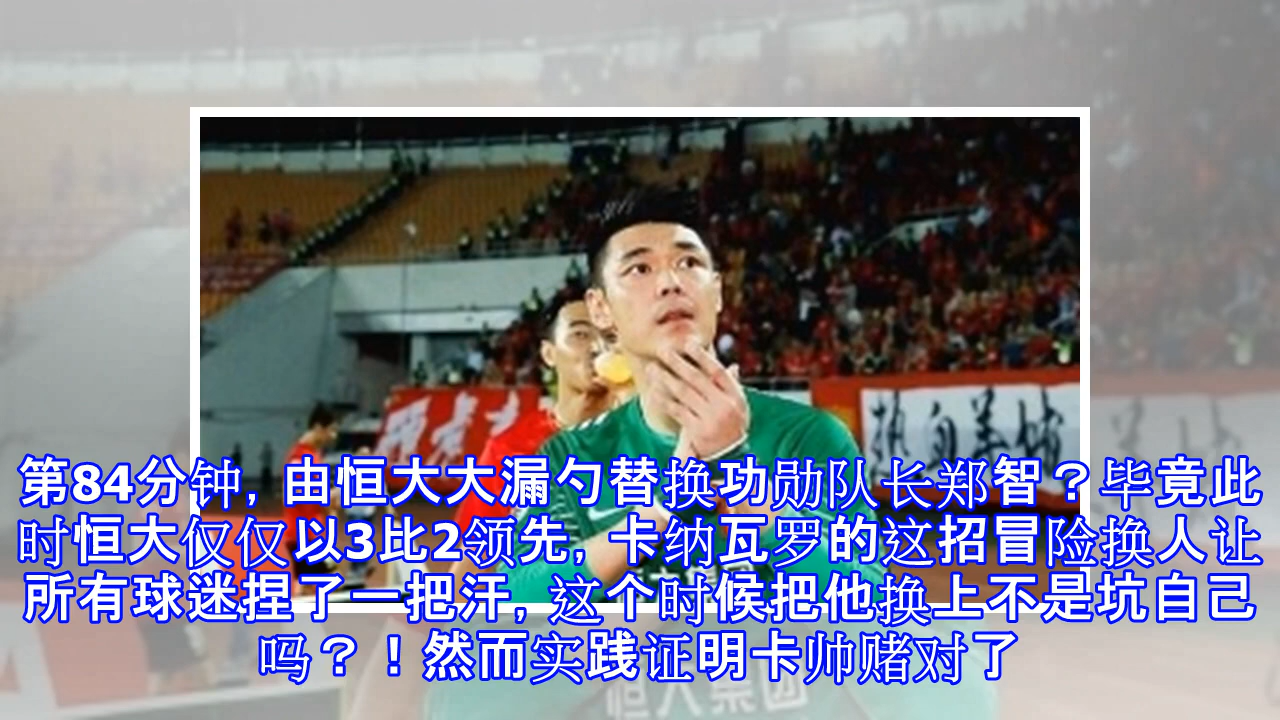 第84分钟，由恒大大漏勺替换功勋队长郑智？毕竟此
时恒大仅仅以3比2领先，卡纳瓦罗的这招冒险换人让
所有球迷捏了一把汗，这个时候把他换上不是坑自己
吗？！然而实践证明卡帅赌对了
恒大集团